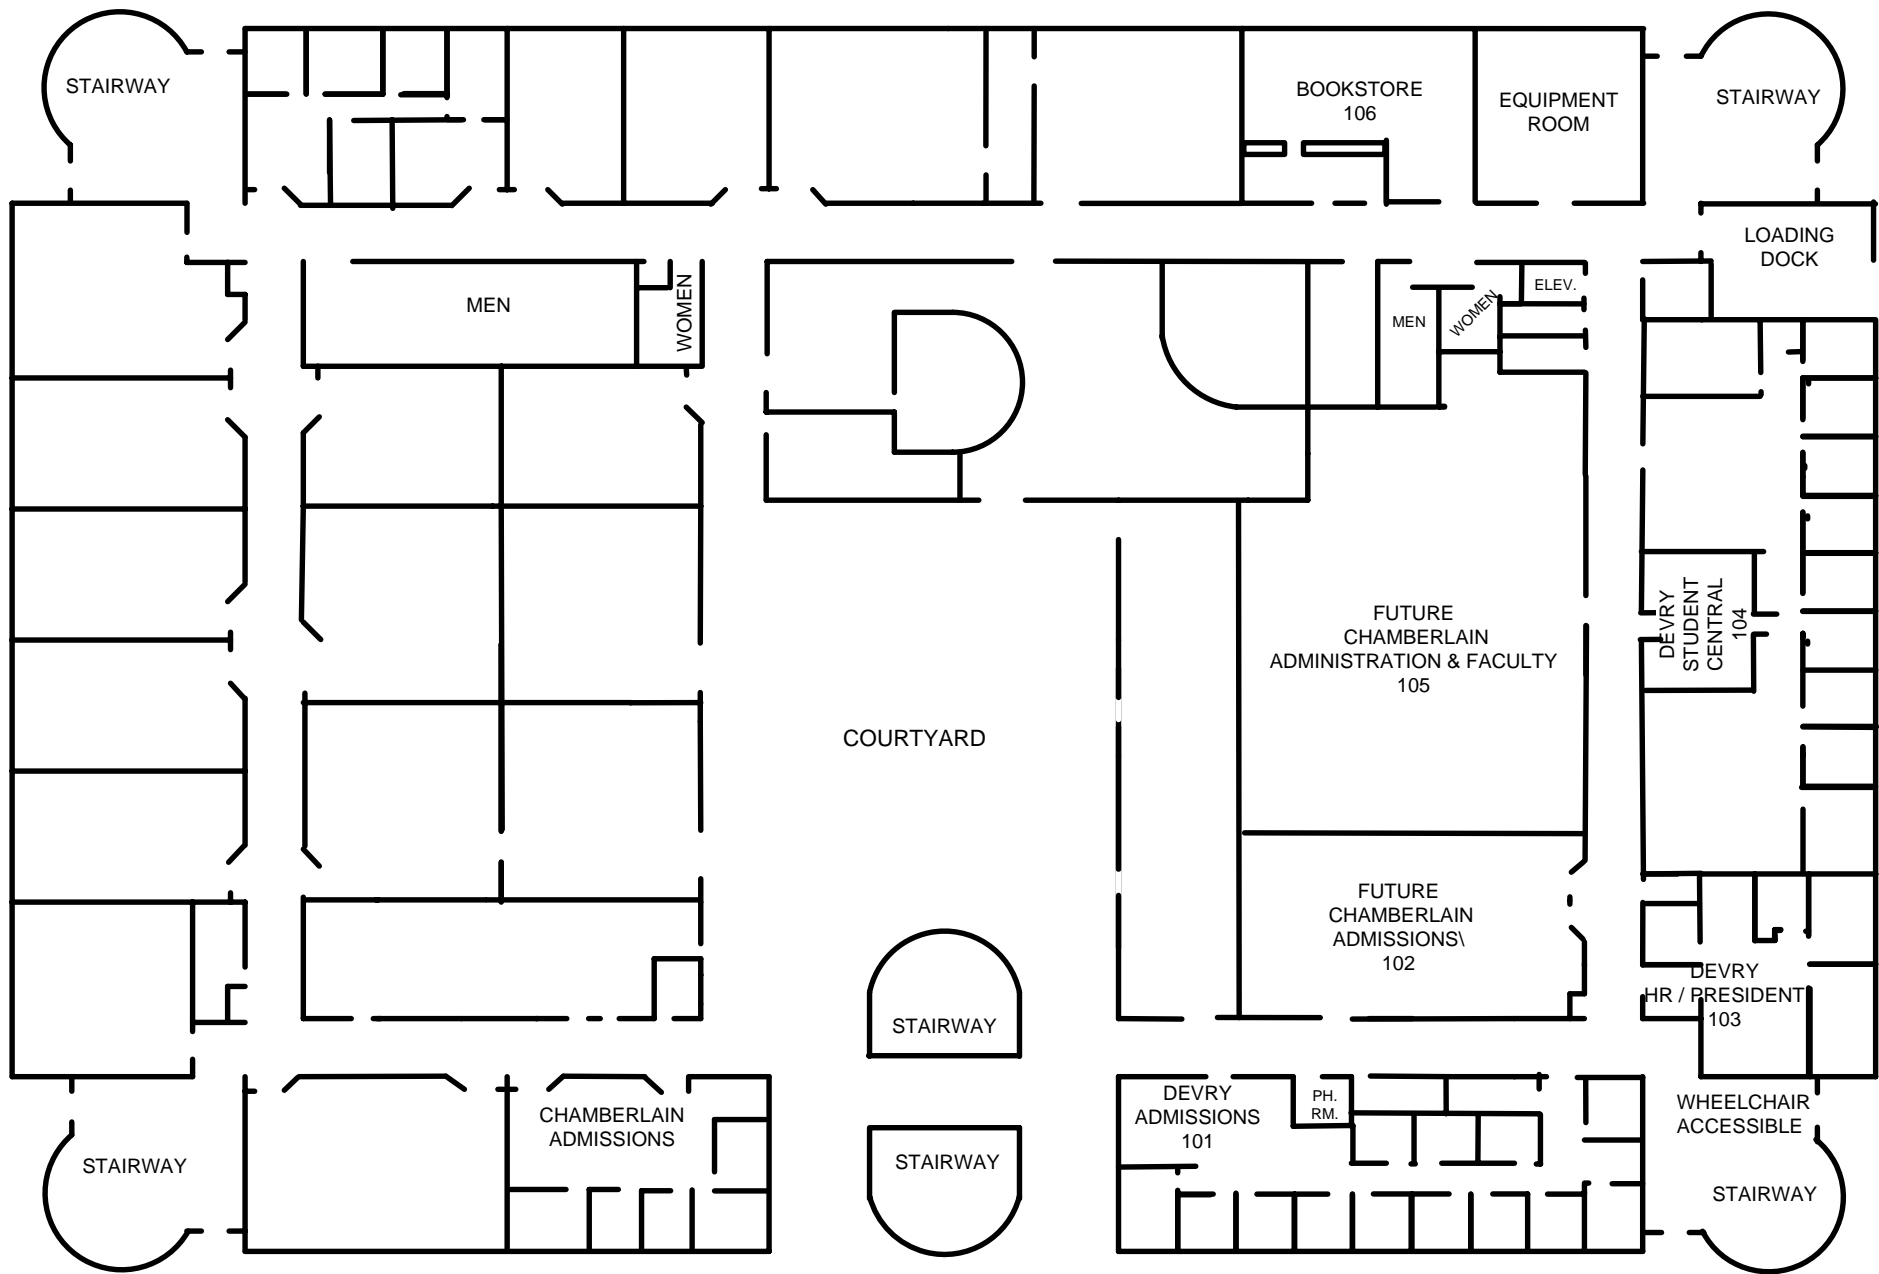 STAIRWAY
BOOKSTORE
106
EQUIPMENT
ROOM
STAIRWAY
LOADING
DOCK
MEN
WOMEN
MEN
WOMEN
ELEV.
DEVRY
STUDENT
CENTRAL
104
FUTURE
CHAMBERLAIN
ADMINISTRATION & FACULTY
105
COURTYARD
FUTURE
CHAMBERLAIN
ADMISSIONS\
102
DEVRY
HR / PRESIDENT
103
STAIRWAY
CHAMBERLAIN
ADMISSIONS
STAIRWAY
STAIRWAY
DEVRY
ADMISSIONS
101
PH.
RM.
WHEELCHAIR
ACCESSIBLE
STAIRWAY